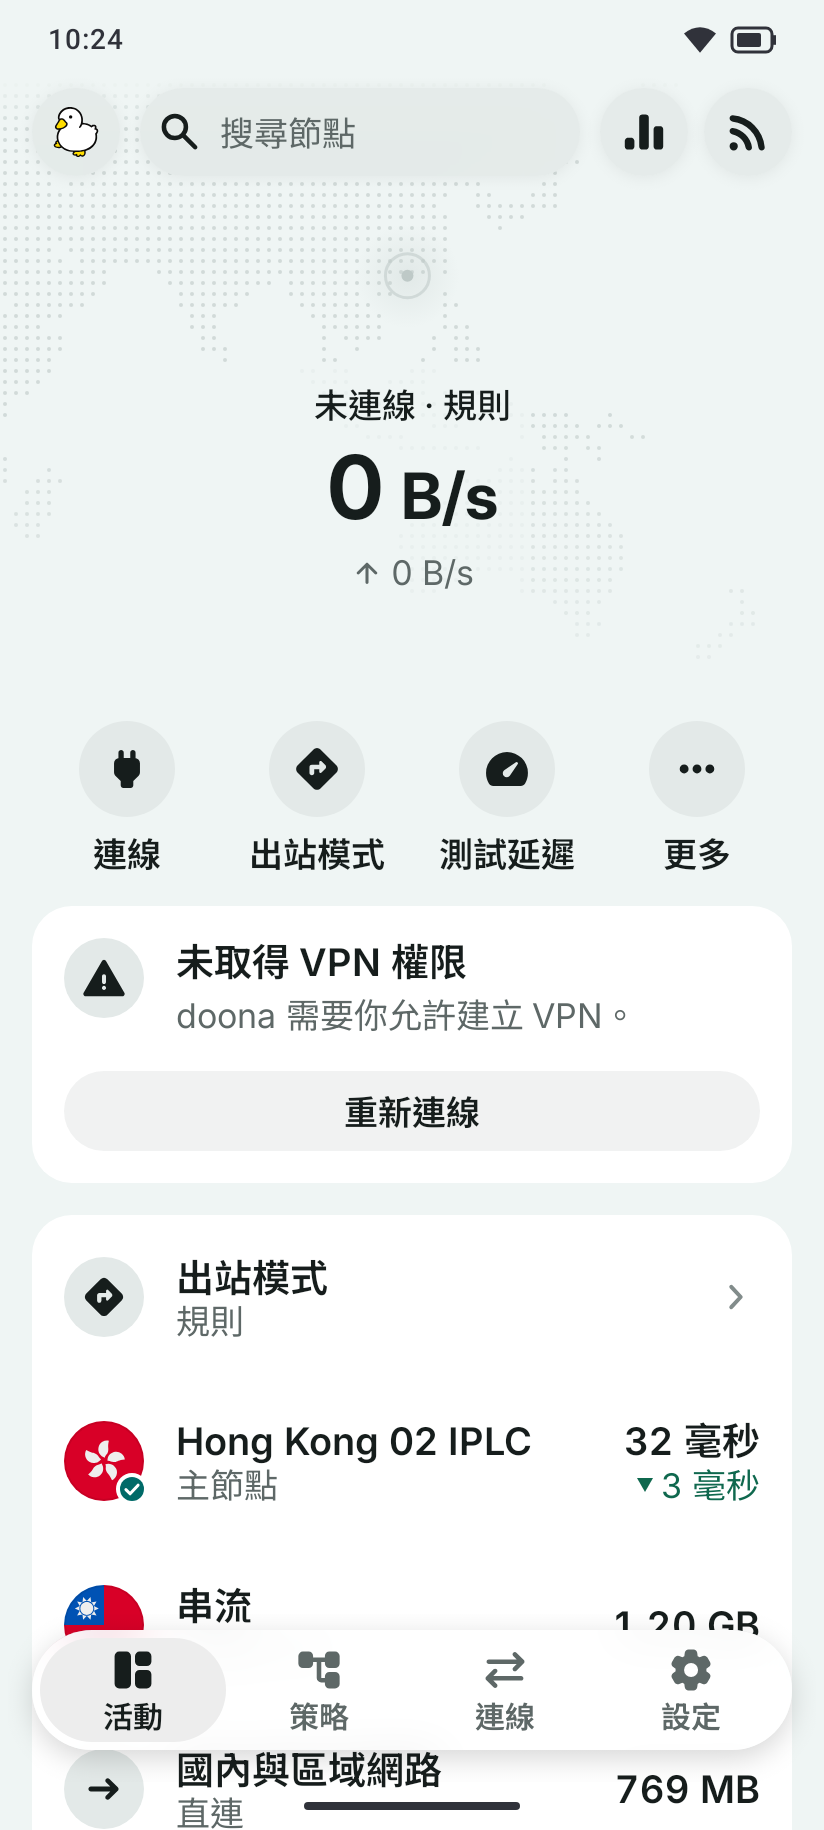 10:24
搜尋節點
未連線 · 規則
0 B/s
↑ 0 B/s
連線
出站模式
測試延遲
更多
未取得 VPN 權限
doona 需要你允許建立 VPN。
重新連線
出站模式
規則
Hong Kong 02 IPLC
32 毫秒
主節點
▼3 毫秒
串流
1.20 GB
活動
策略
連線
設定
國內與區域網路
769 MB
直連